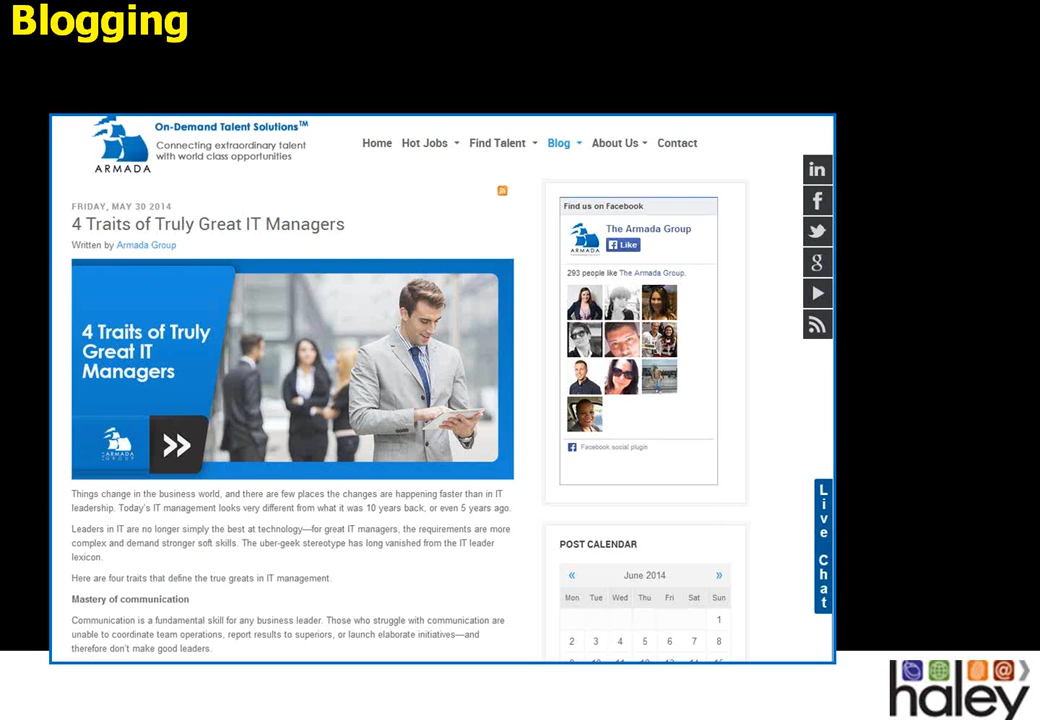 Blogging
On-Demand Talent Solutions™
Connecting extraordinary talent
with world class opportunities
ARMADA
Home Hot Jobs Find Talent Blog About Us Contact
FRIDAY, MAY 30 2014
4 Traits of Truly Great IT Managers
Written by Armada Group
4 Traits of Truly
Great IT
Managers
ARMADA
GROUP
Things change in the business world, and there are few places the changes are happening faster than in IT
leadership. Today's IT management looks very different from what it was 10 years back, or even 5 years ago.
Leaders in IT are no longer simply the best at technology—for great IT managers, the requirements are more
complex and demand stronger soft skills. The uber-geek stereotype has long vanished from the IT leader
lexicon.
Here are four traits that define the true greats in IT management.
Mastery of communication
Communication is a fundamental skill for any business leader. Those who struggle with communication are
unable to coordinate team operations, report results to superiors, or launch elaborate initiatives—and
therefore don't make good leaders.
Find us on Facebook
ARMADA
The Armada Group
Like
293 people like The Armada Group.
Facebook social plugin
POST CALENDAR
« June 2014 »
Mon Tue Wed Thu Fri Sat Sun
1
2 3 4 5 6 7 8
9 10 11 12 13 14 15
Live Chat
haley